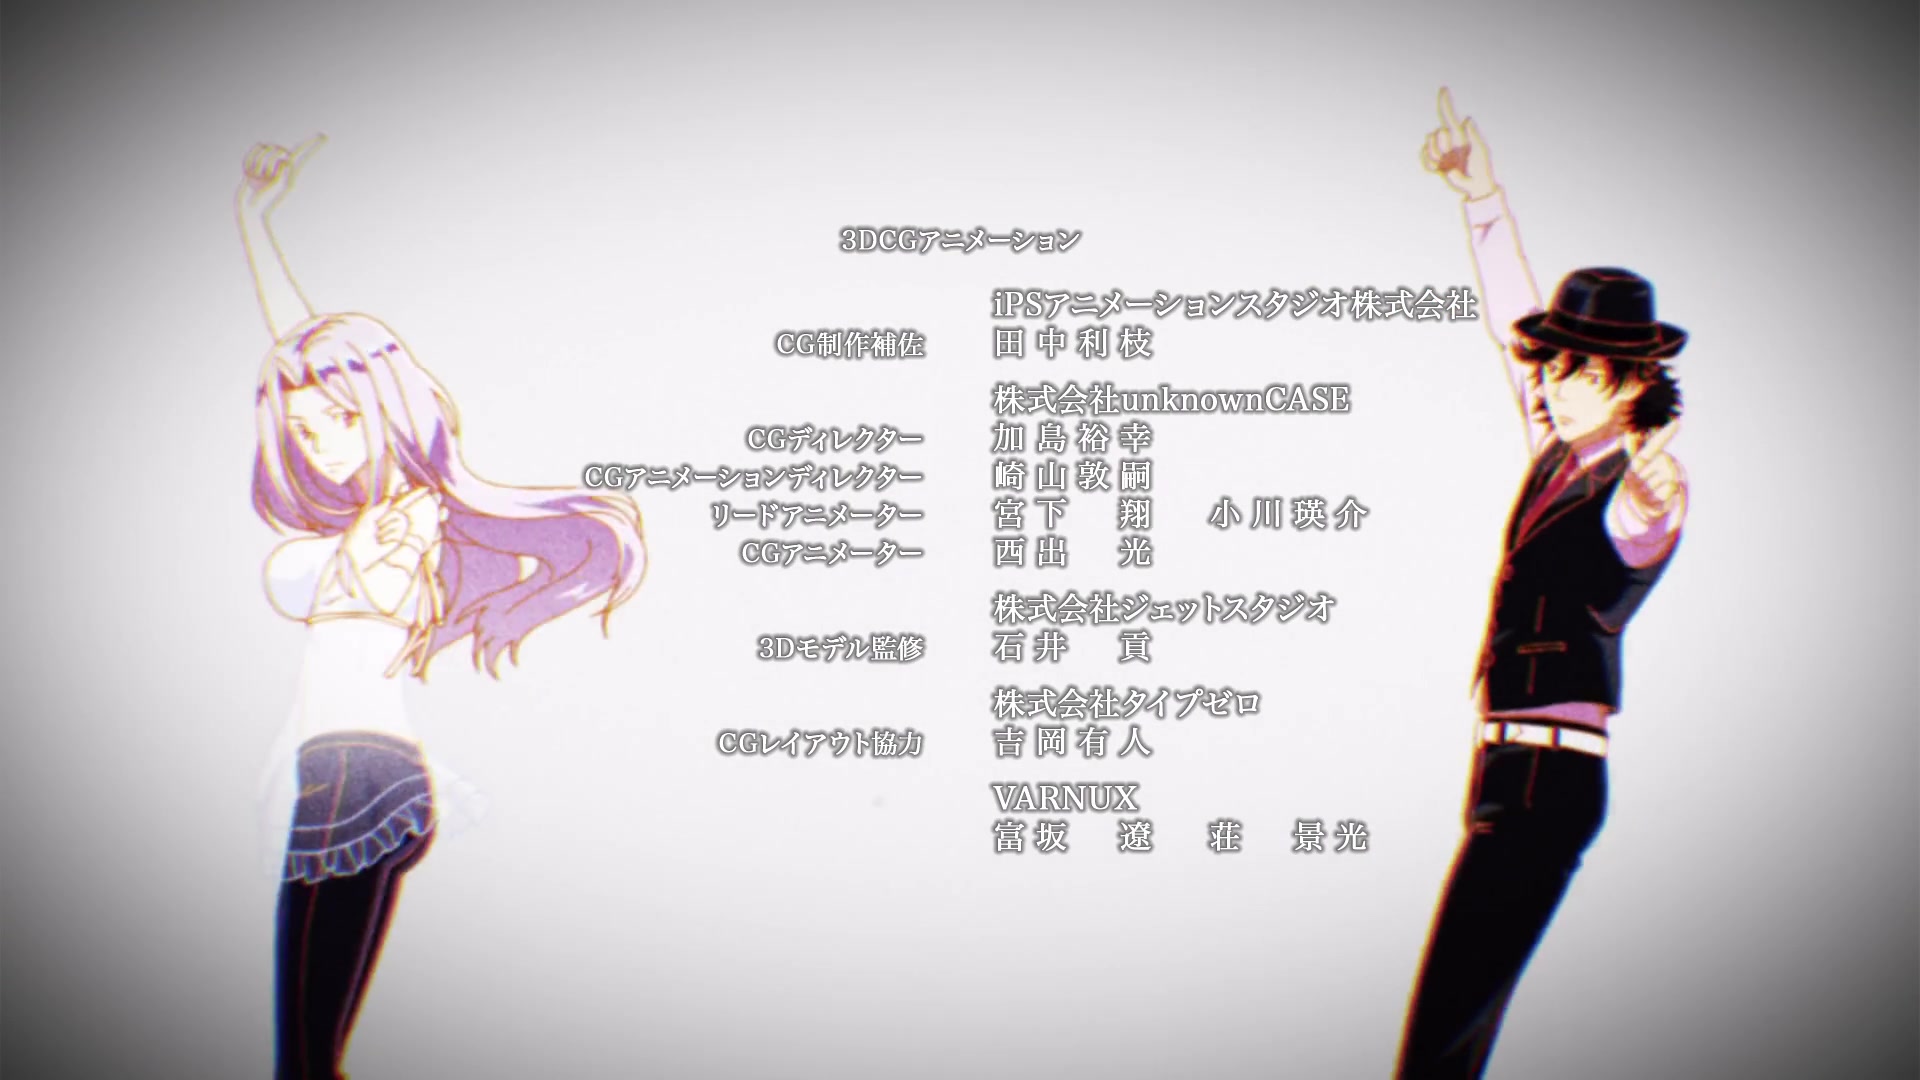 3DCGアニメーション
iPSアニメーションスタジオ株式会社
CG制作補佐 田中利枝
株式会社unknownCASE
CGディレクター 加島裕幸
CGアニメーションディレクター 崎山敦嗣
リードアニメーター 宮下 翔 小川瑛介
CGアニメーター 西出 光
株式会社ジェットスタジオ
3Dモデル監修 石井 貢
株式会社タイプゼロ
CGレイアウト協力 吉岡有人
VARNUX
富坂 遼 荘 景光